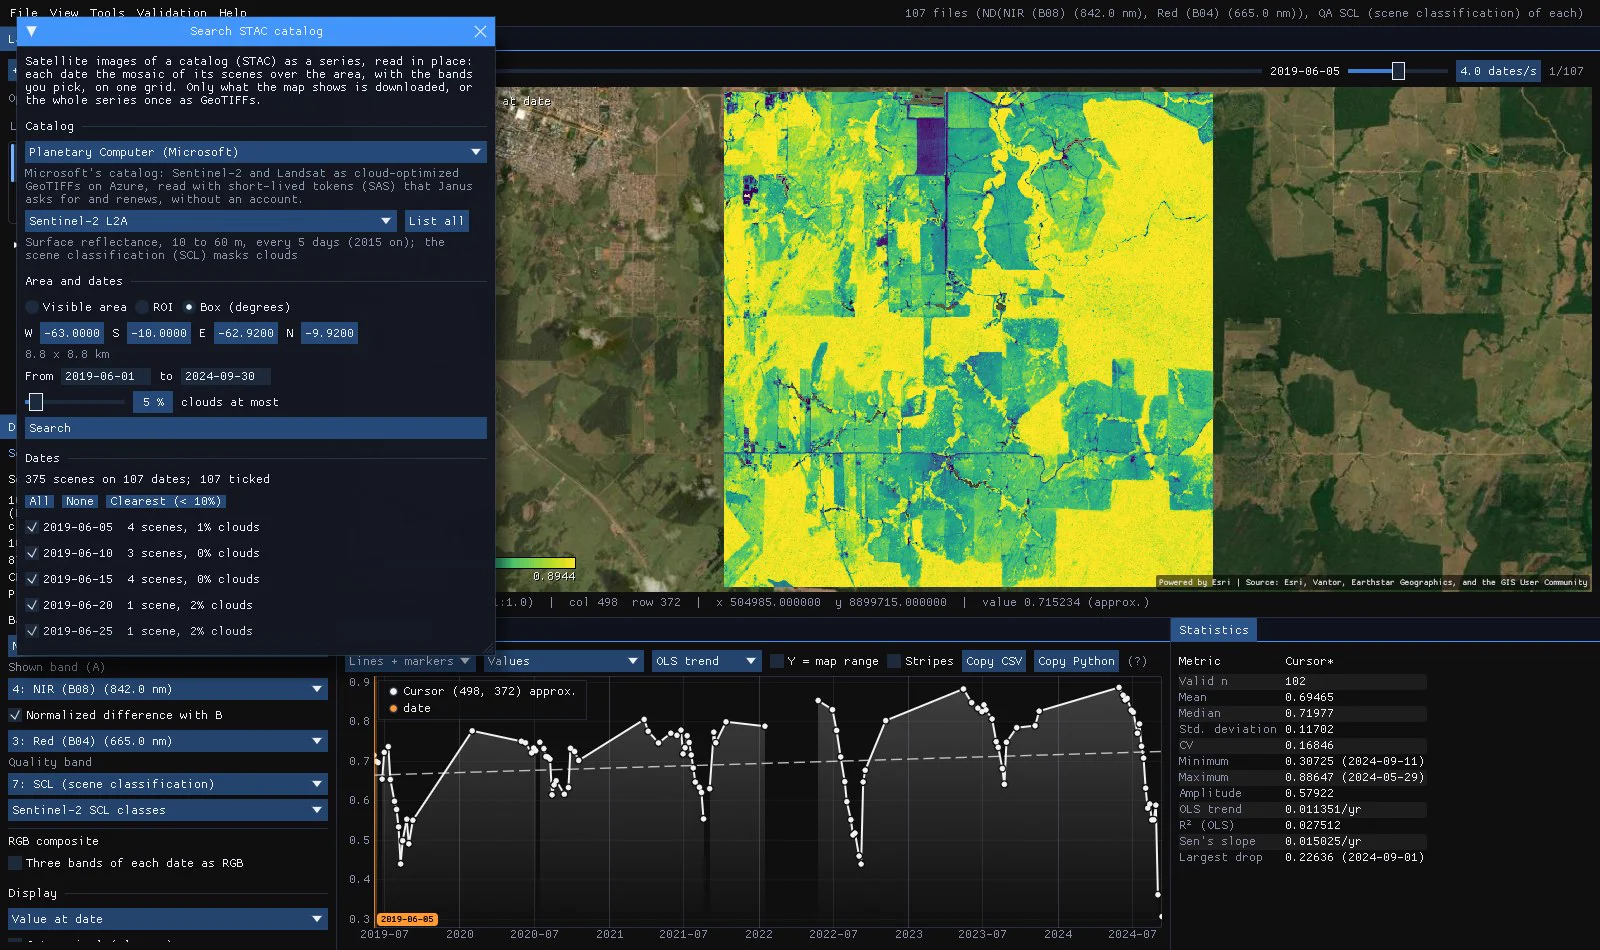 File View Tools Validation Help
107 files (ND(NIR (B08) (842.0 nm), Red (B04) (665.0 nm)), QA SCL (scene classification) of each)
Search STAC catalog
Satellite images of a catalog (STAC) as a series, read in place:
each date the mosaic of its scenes over the area, with the bands
you pick, on one grid. Only what the map shows is downloaded, or
the whole series once as GeoTIFFs.
Catalog
Planetary Computer (Microsoft)
Microsoft's catalog: Sentinel-2 and Landsat as cloud-optimized
GeoTIFFs on Azure, read with short-lived tokens (SAS) that Janus
asks for and renews, without an account.
Sentinel-2 L2A
List all
Surface reflectance, 10 to 60 m, every 5 days (2015 on); the
scene classification (SCL) masks clouds
Area and dates
Visible area ROI Box (degrees)
W -63.0000 S -10.0000 E -62.9200 N -9.9200
8.8 x 8.8 km
From 2019-06-01 to 2024-09-30
5 % clouds at most
Search
Dates
375 scenes on 107 dates; 107 ticked
All None Clearest (< 10%)
2019-06-05 4 scenes, 1% clouds
2019-06-10 3 scenes, 0% clouds
2019-06-15 4 scenes, 0% clouds
2019-06-20 1 scene, 2% clouds
2019-06-25 1 scene, 2% clouds
2019-06-05 4.0 dates/s 1/107
at date
0.8944
Powered by Esri | Source: Esri, Vantor, Earthstar Geographics, and the GIS User Community
:1.0) | col 498 row 372 | x 504985.000000 y 8899715.000000 | value 0.715234 (approx.)
Shown band (A)
4: NIR (B08) (842.0 nm)
Normalized difference with B
3: Red (B04) (665.0 nm)
Quality band
7: SCL (scene classification)
Sentinel-2 SCL classes
RGB composite
Three bands of each date as RGB
Display
Value at date
Lines + markers Values OLS trend Y = map range Stripes Copy CSV Copy Python (?)
Cursor (498, 372) approx.
date
0.9
0.8
0.7
0.6
0.5
0.4
0.3
2019-06-05
2019-07 2020 2020-07 2021 2021-07 2022 2022-07 2023 2023-07 2024 2024-07
Statistics
Metric Cursor*
Valid n 102
Mean 0.69465
Median 0.71977
Std. deviation 0.11702
CV 0.16846
Minimum 0.30725 (2024-09-11)
Maximum 0.88647 (2024-05-29)
Amplitude 0.57922
OLS trend 0.011351/yr
R² (OLS) 0.027512
Sen's slope 0.015025/yr
Largest drop 0.22636 (2024-09-01)